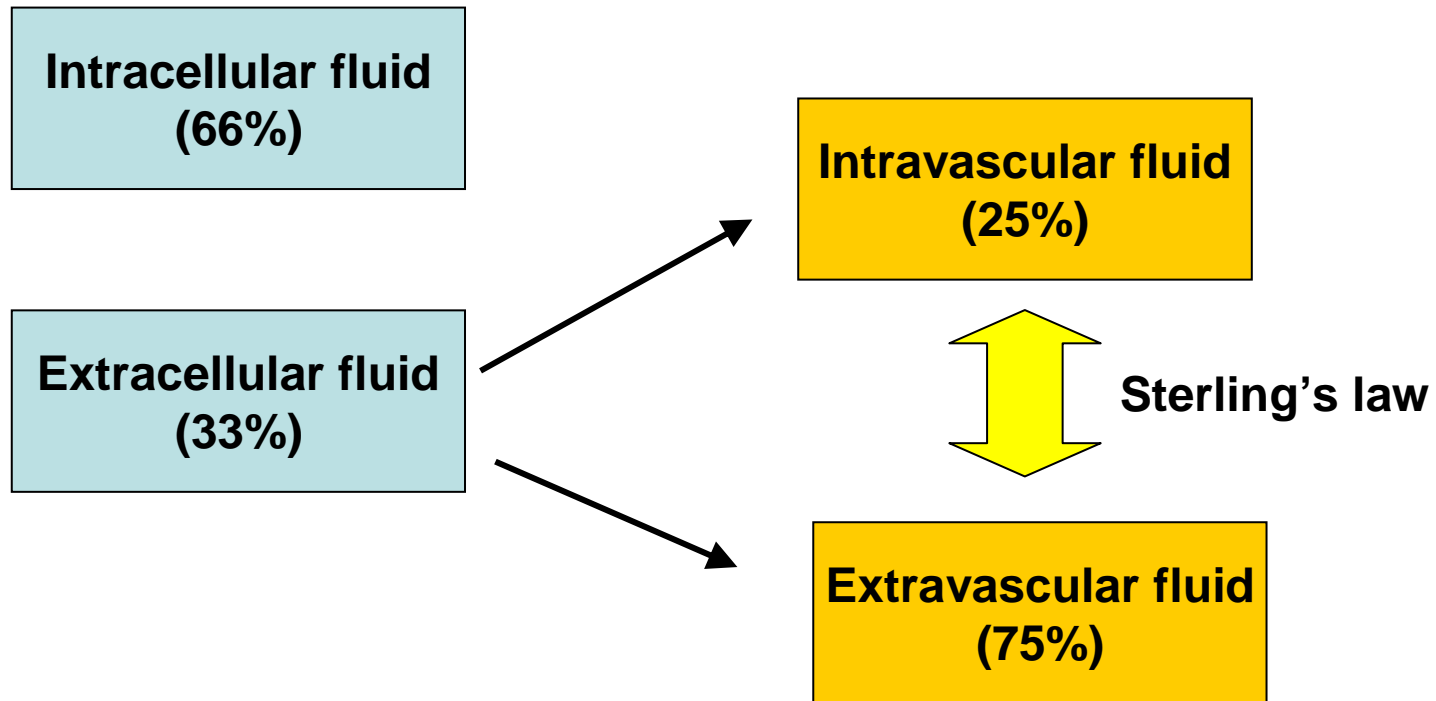 Intracellular fluid
(66%)
Intravascular fluid
(25%)
Extracellular fluid
(33%)
Sterling’s law
Extravascular fluid
(75%)